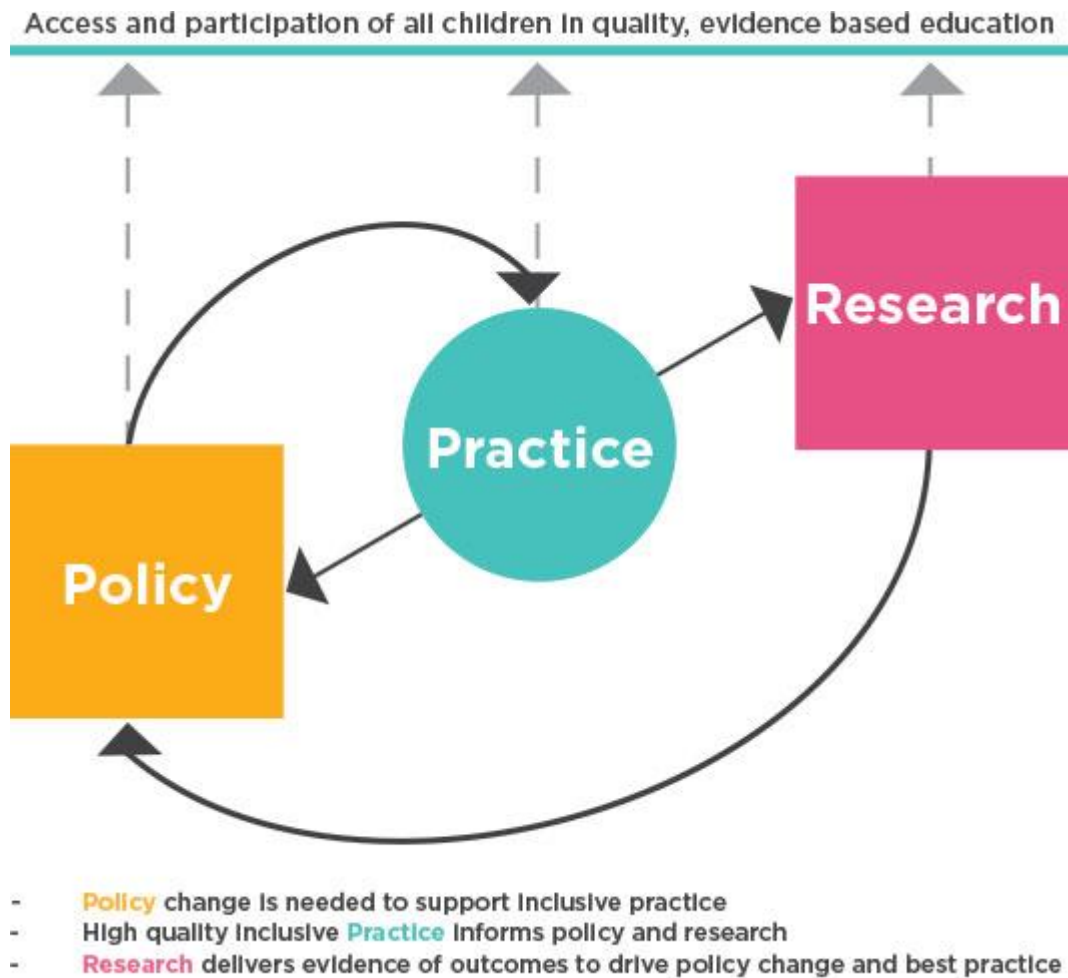 Access and participation of all children in quality, evidence based education
Research
Practice
Policy
- Policy change is needed to support inclusive practice
- High quality inclusive Practice informs policy and research
- Research delivers evidence of outcomes to drive policy change and best practice